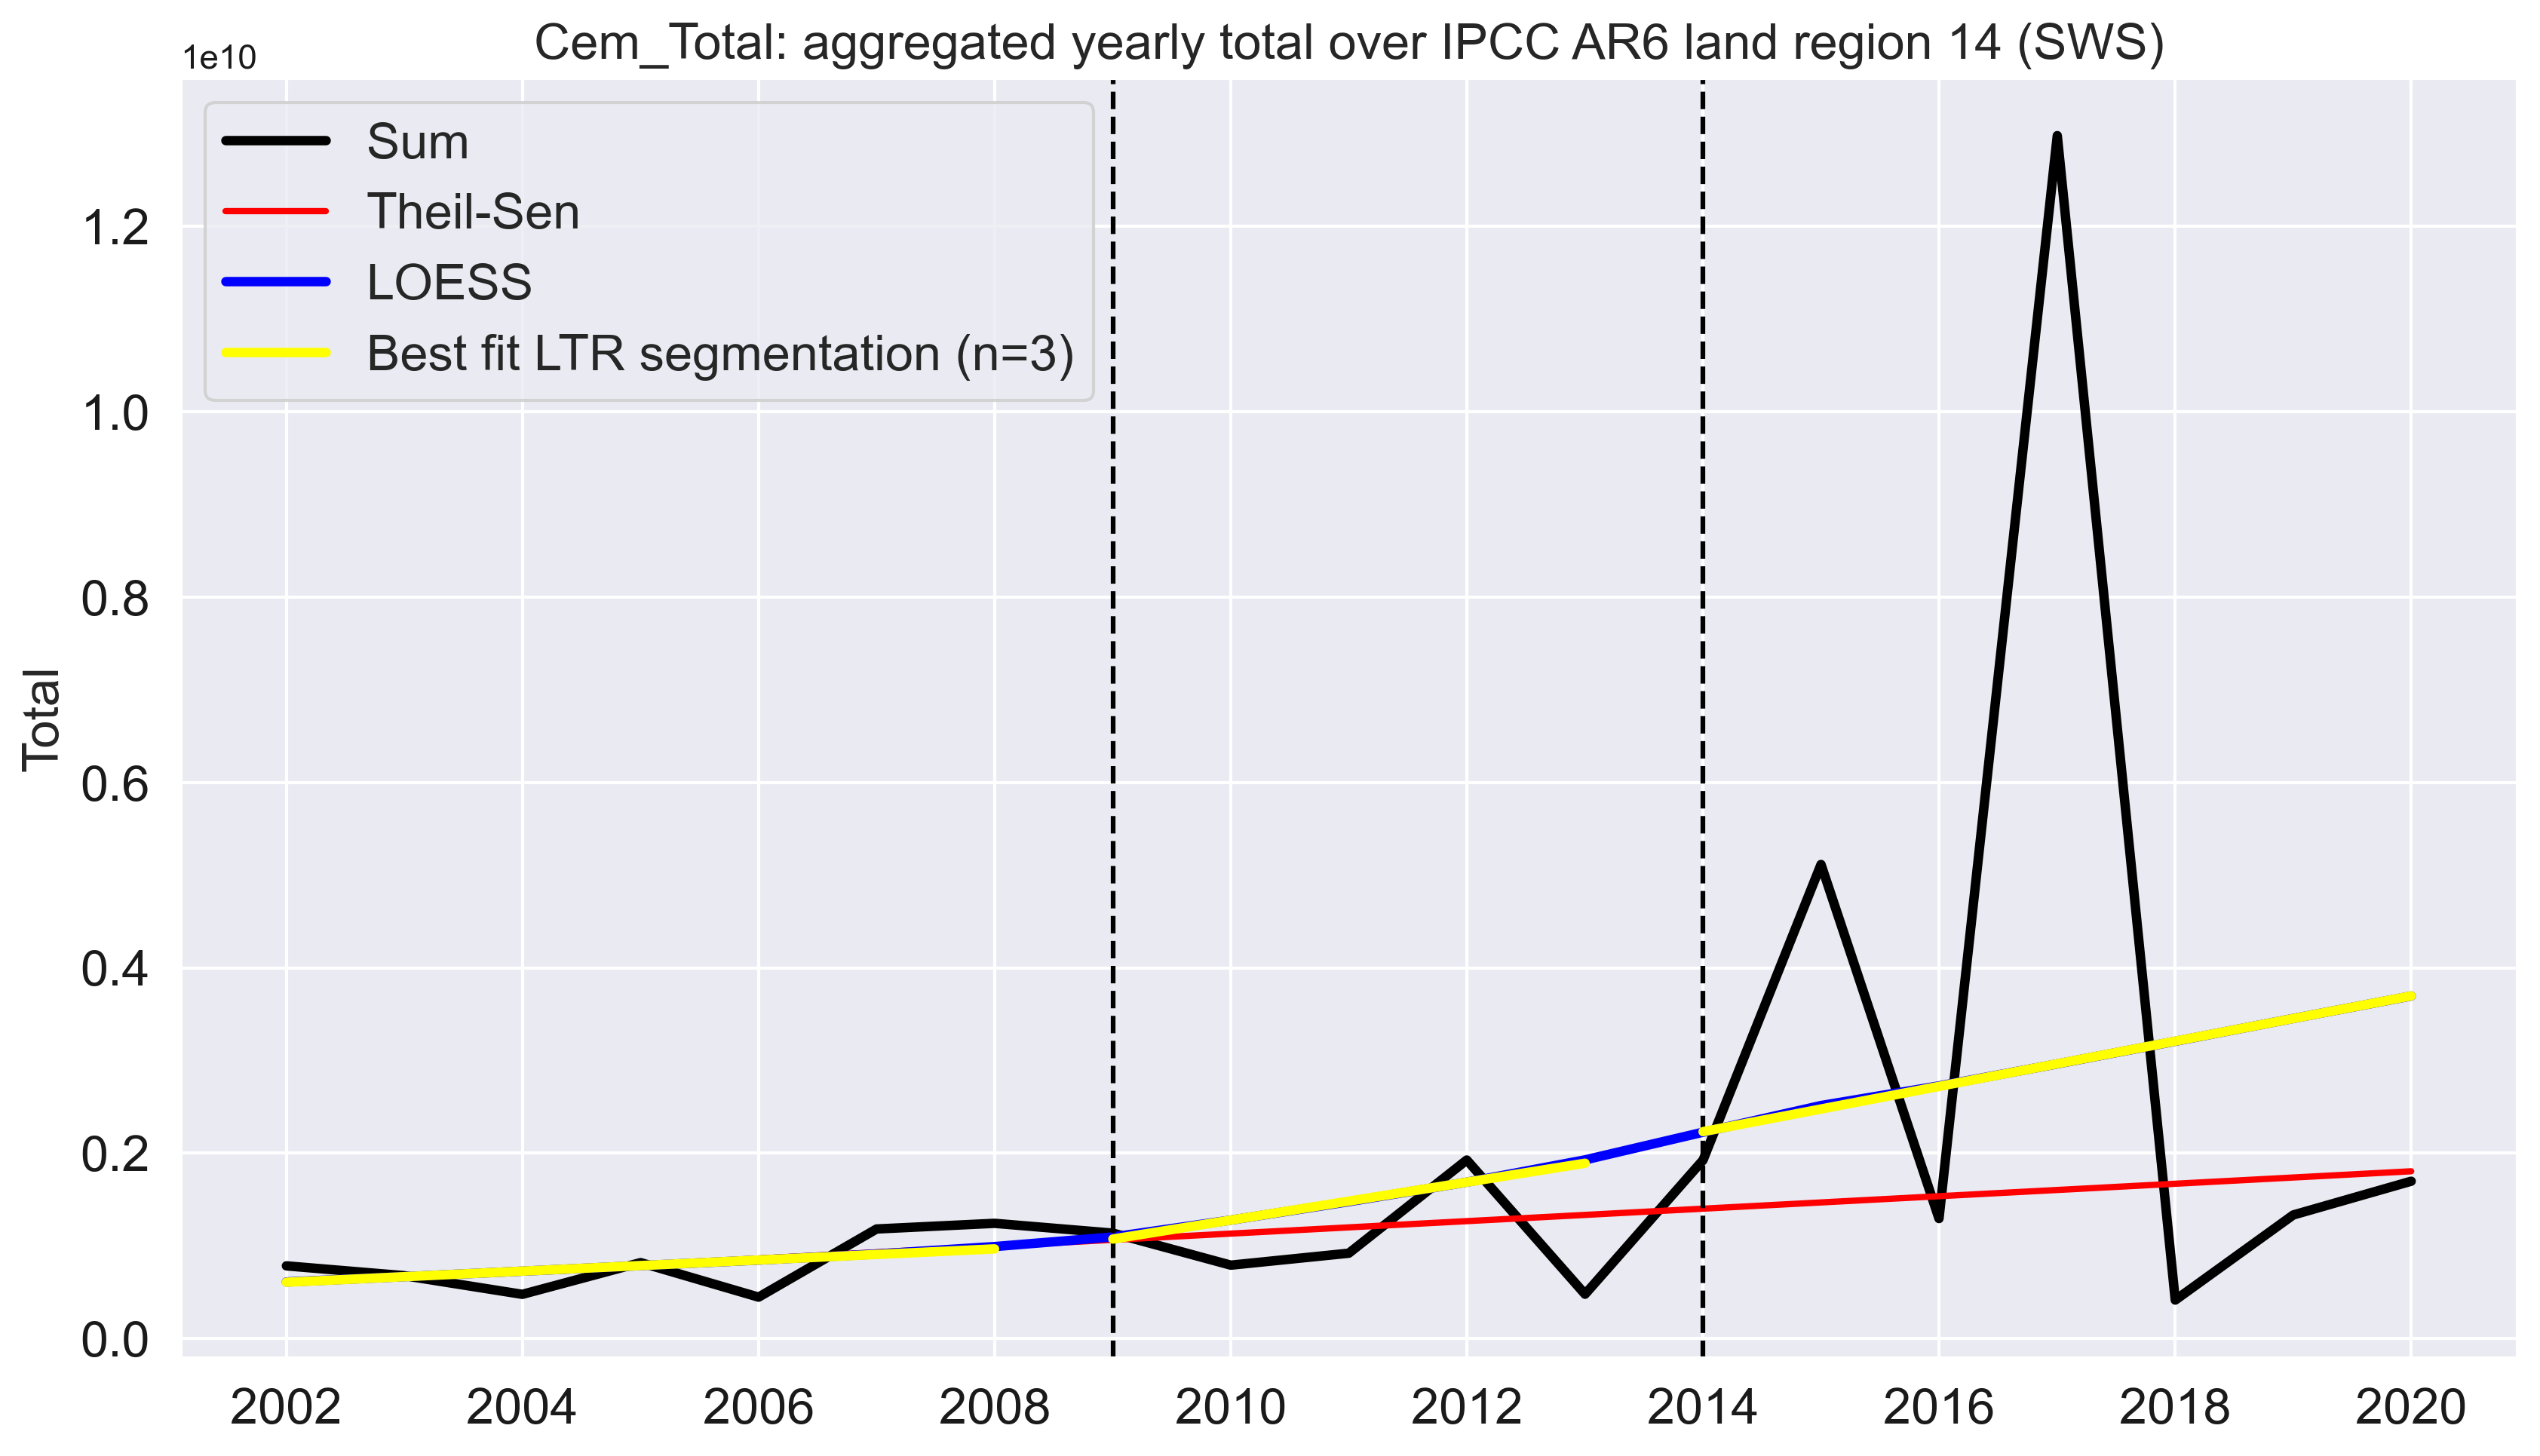 Cem_Total: aggregated yearly total over IPCC AR6 land region 14 (SWS)
1e10
Sum
Theil-Sen
LOESS
Best fit LTR segmentation (n=3)
1.2
1.0
0.8
0.6
0.4
0.2
0.0
Total
2002 2004 2006 2008 2010 2012 2014 2016 2018 2020